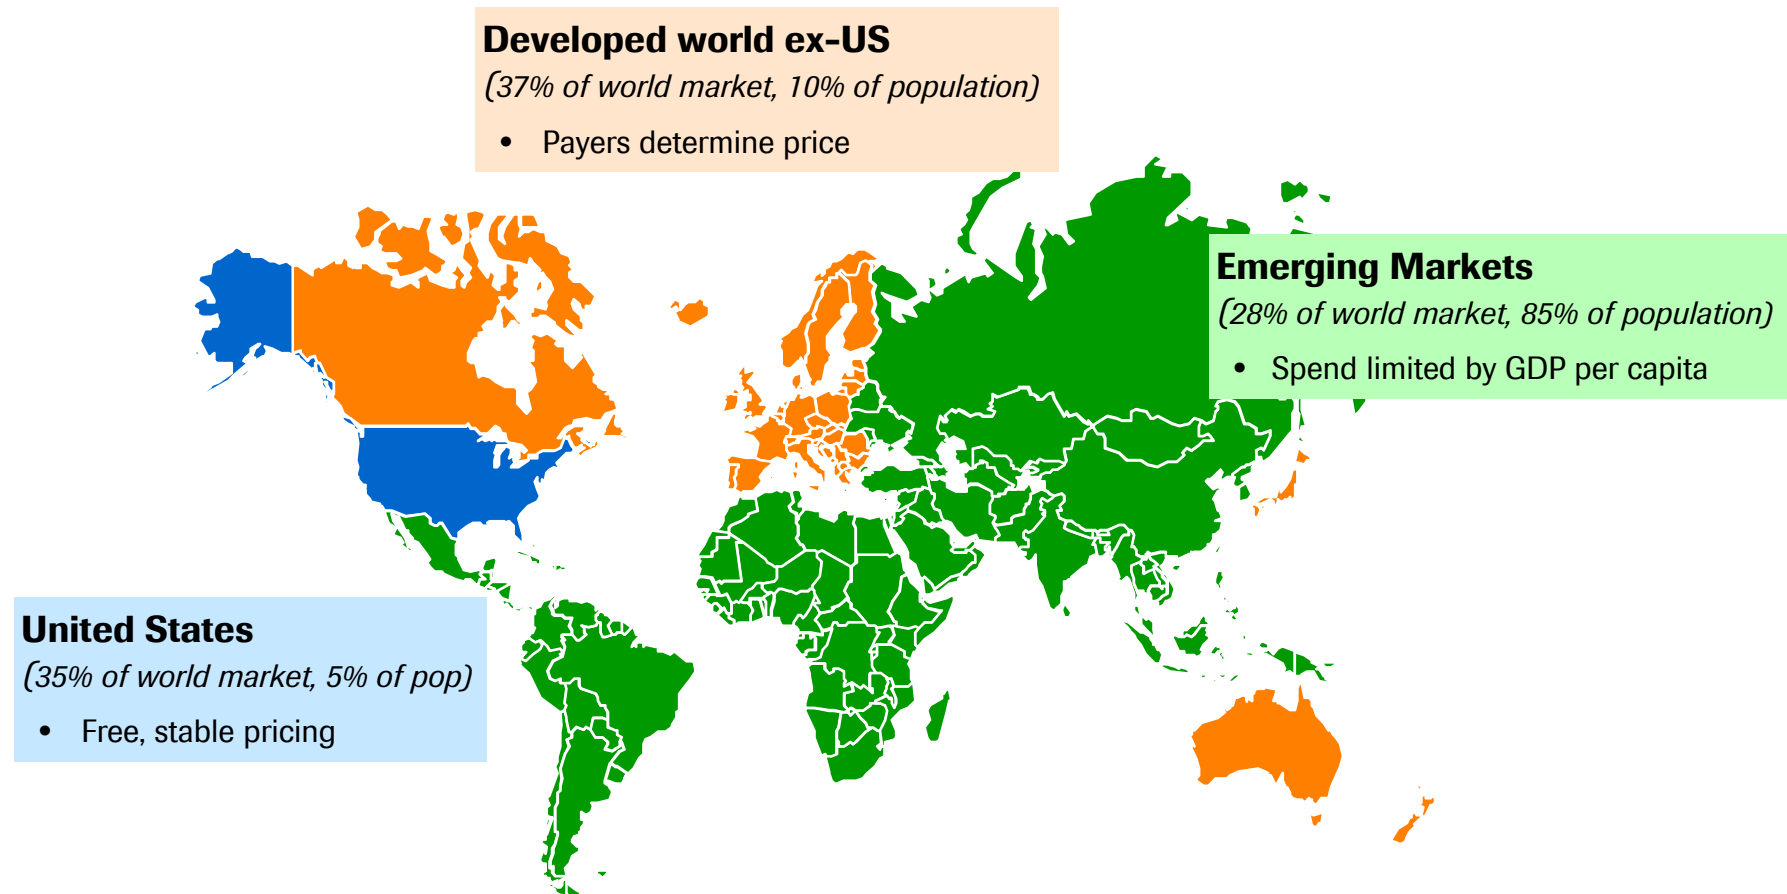 Developed world ex-US
(37% of world market, 10% of population)
• Payers determine price
Emerging Markets
(28% of world market, 85% of population)
• Spend limited by GDP per capita
United States
(35% of world market, 5% of pop)
• Free, stable pricing